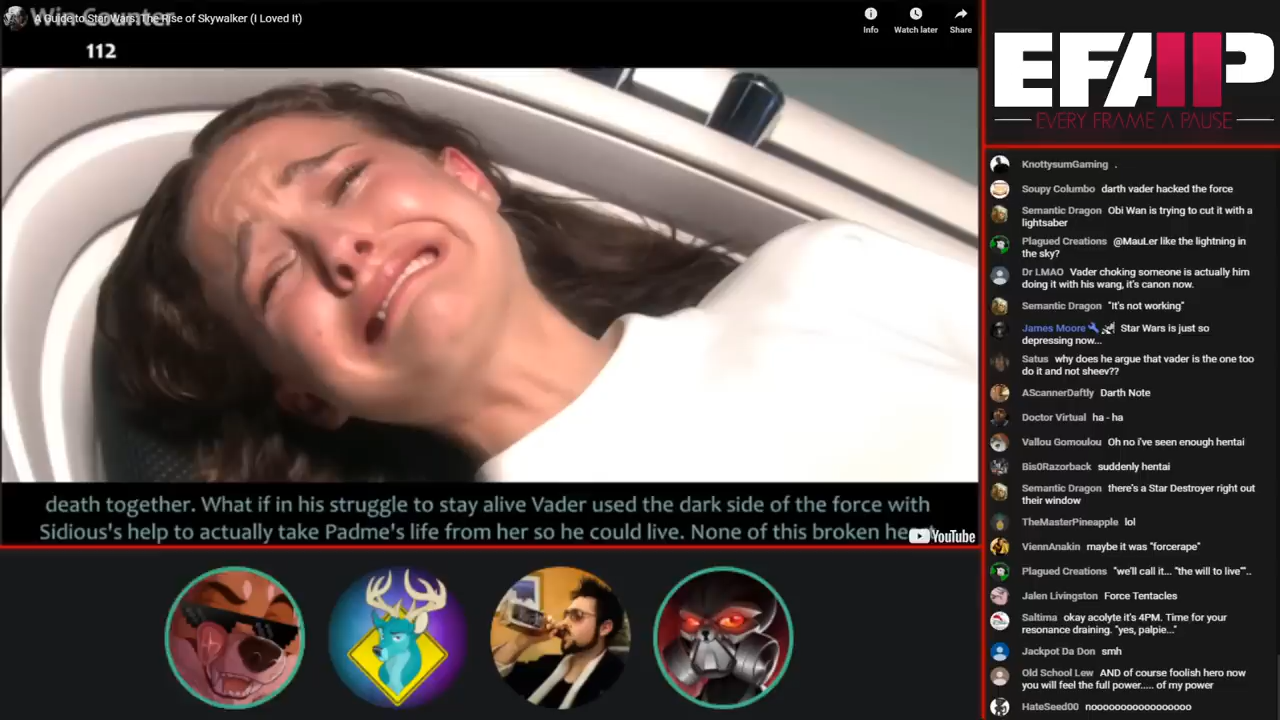 Win Counter
A Guide to Star Wars: The Rise of Skywalker (I Loved It)
112
Info
Watch later
Share
death together. What if in his struggle to stay alive Vader used the dark side of the force with
Sidious's help to actually take Padme's life from her so he could live. None of this broken
YouTube
EFAP
EVERY FRAME A PAUSE
KnottysumGaming .
Soupy Columbo darth vader hacked the force
Semantic Dragon Obi Wan is trying to cut it with a
lightsaber
Plagued Creations @MauLer like the lightning in
the sky?
Dr LMAO Vader choking someone is actually him
doing it with his wang, it's canon now.
Semantic Dragon "It's not working"
James Moore Star Wars is just so
depressing now...
Satus why does he argue that vader is the one too
do it and not sheev??
AScannerDaftly Darth Note
Doctor Virtual ha - ha
Vallou Gomoulou Oh no i've seen enough hentai
Bis0Razorback suddenly hentai
Semantic Dragon there's a Star Destroyer right out
their window
TheMasterPineapple lol
ViennAnakin maybe it was "forcerape"
Plagued Creations "we'll call it... "the will to live"'..
Jalen Livingston Force Tentacles
Saltima okay acolyte it's 4PM. Time for your
resonance draining. "yes, palpie..."
Jackpot Da Don smh
Old School Lew AND of course foolish hero now
you will feel the full power..... of my power
HateSeed00 nooooooooooooooooo